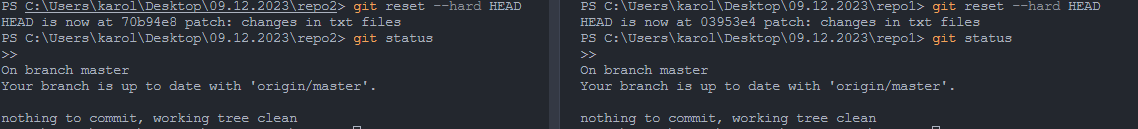 PS C:\Users\karol\Desktop\09.12.2023\repo2> git reset --hard HEAD
HEAD is now at 70b94e8 patch: changes in txt files
PS C:\Users\karol\Desktop\09.12.2023\repo2> git status
>>
On branch master
Your branch is up to date with 'origin/master'.
nothing to commit, working tree clean
PS C:\Users\karol\Desktop\09.12.2023\repo1> git reset --hard HEAD
HEAD is now at 03953e4 patch: changes in txt files
PS C:\Users\karol\Desktop\09.12.2023\repo1> git status
>>
On branch master
Your branch is up to date with 'origin/master'.
nothing to commit, working tree clean